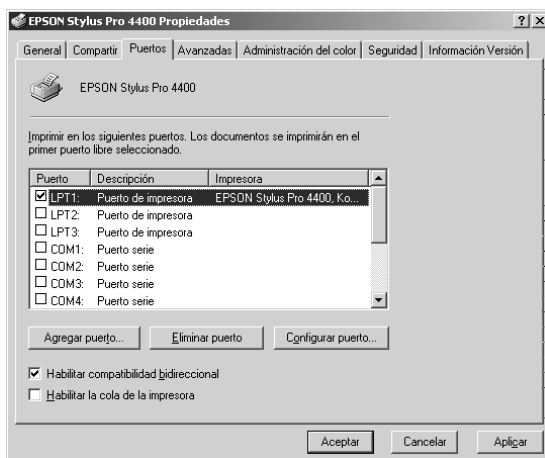 EPSON Stylus Pro 4400 Propiedades
General Compartir Puertos Avanzadas Administración del color Seguridad Información Versión
EPSON Stylus Pro 4400
Imprimir en los siguientes puertos. Los documentos se imprimirán en el
primer puerto libre seleccionado.
Puerto Descripción Impresora
LPT1: Puerto de impresora EPSON Stylus Pro 4400, Ko...
LPT2: Puerto de impresora
LPT3: Puerto de impresora
COM1: Puerto serie
COM2: Puerto serie
COM3: Puerto serie
COM4: Puerto serie
Agregar puerto... Eliminar puerto Configurar puerto...
Habilitar compatibilidad bidireccional
Habilitar la cola de la impresora
Aceptar Cancelar Aplicar